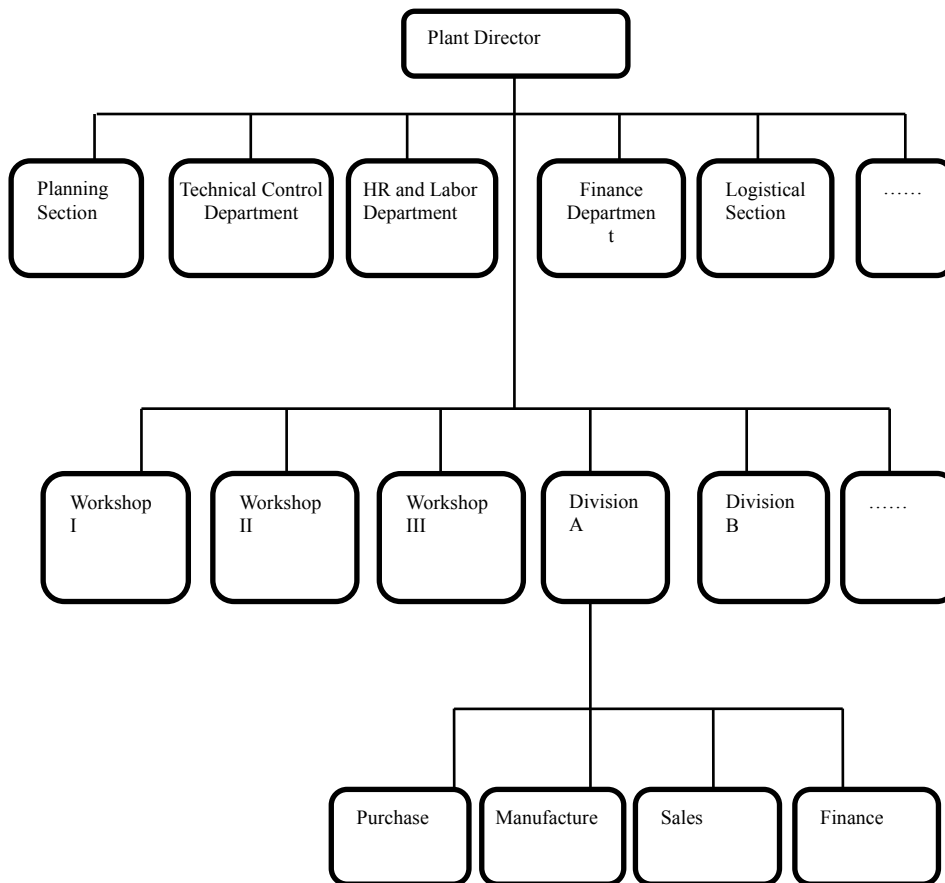 Plant Director
Planning
Section
Technical Control
Department
HR and Labor
Department
Finance
Departmen
t
Logistical
Section
……
Workshop
I
Workshop
II
Workshop
III
Division
A
Division
B
……
Purchase
Manufacture
Sales
Finance